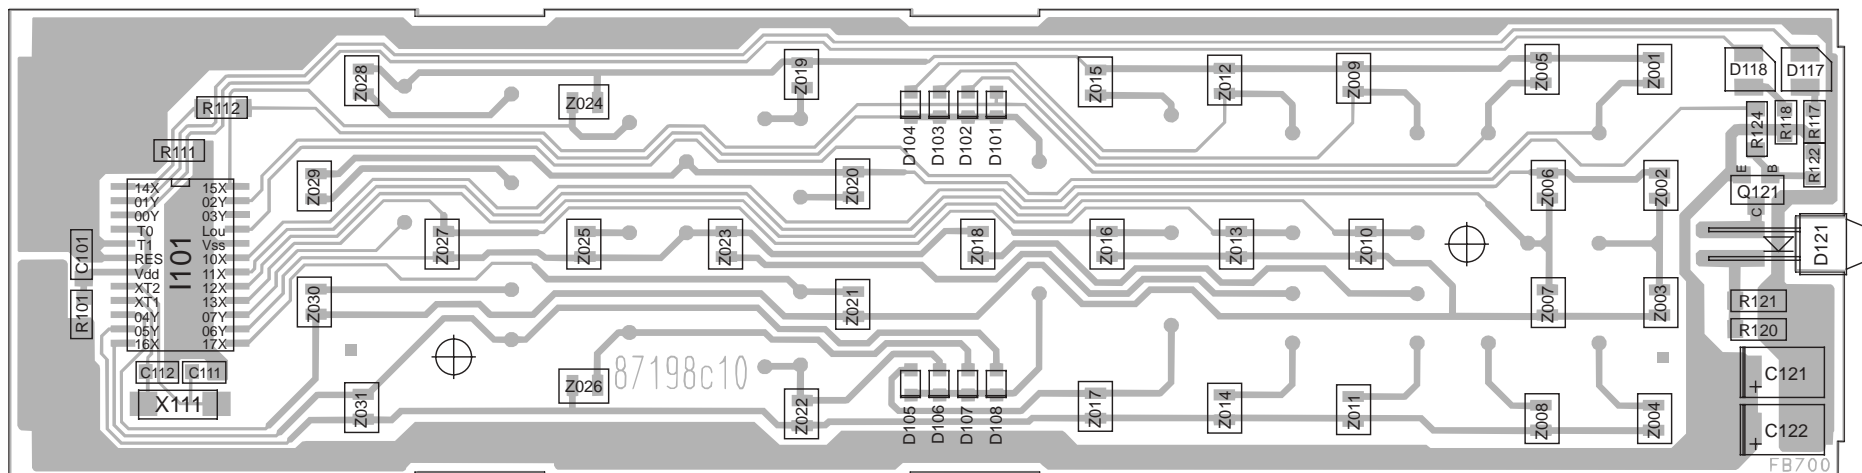 Z028
Z024
Z019
D104
D103
D102
D101
Z015
Z012
Z009
Z005
Z001
D118
D117
R112
R111
R124
R118
R117
R122
Z029
Z020
Z006
Z002
E
B
Q121
C
14X
01Y
00Y
T0
T1
RES
Vdd
XT2
XT1
04Y
05Y
16X
I101
15X
02Y
03Y
Lou
Vss
10X
11X
12X
13X
07Y
06Y
17X
C101
R101
Z027
Z025
Z023
Z018
Z016
Z013
Z010
D121
Z030
Z021
Z007
Z003
R121
R120
C112
C111
X111
Z031
Z026
87198c10
Z022
D105
D106
D107
D108
Z017
Z014
Z011
Z008
Z004
+ C121
+ C122
FB700